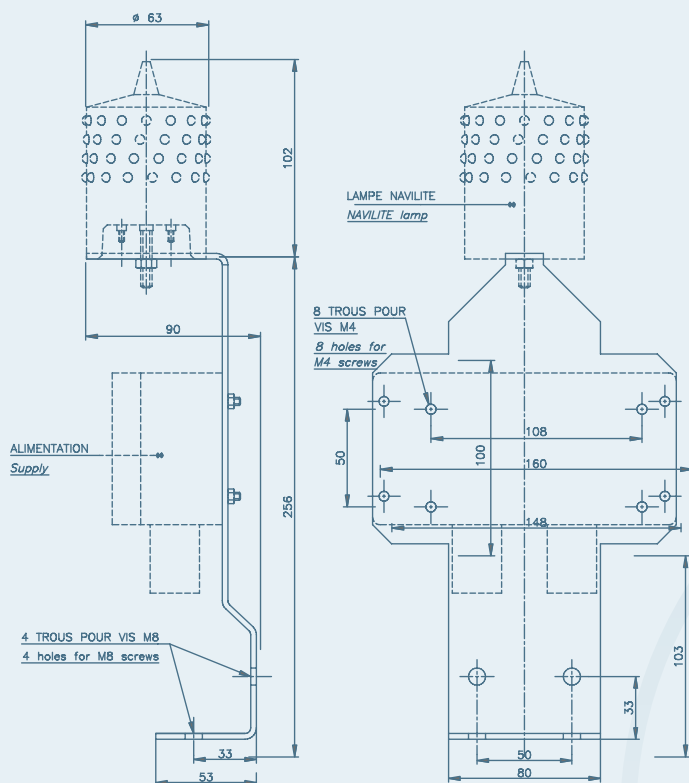 ø 63
102
LAMPE NAVILITE
NAVILITE lamp
90
8 TROUS POUR
VIS M4
8 holes for
M4 screws
108
100
50
160
ALIMENTATION
Supply
256
148
4 TROUS POUR VIS M8
4 holes for M8 screws
103
33
33
50
53
80